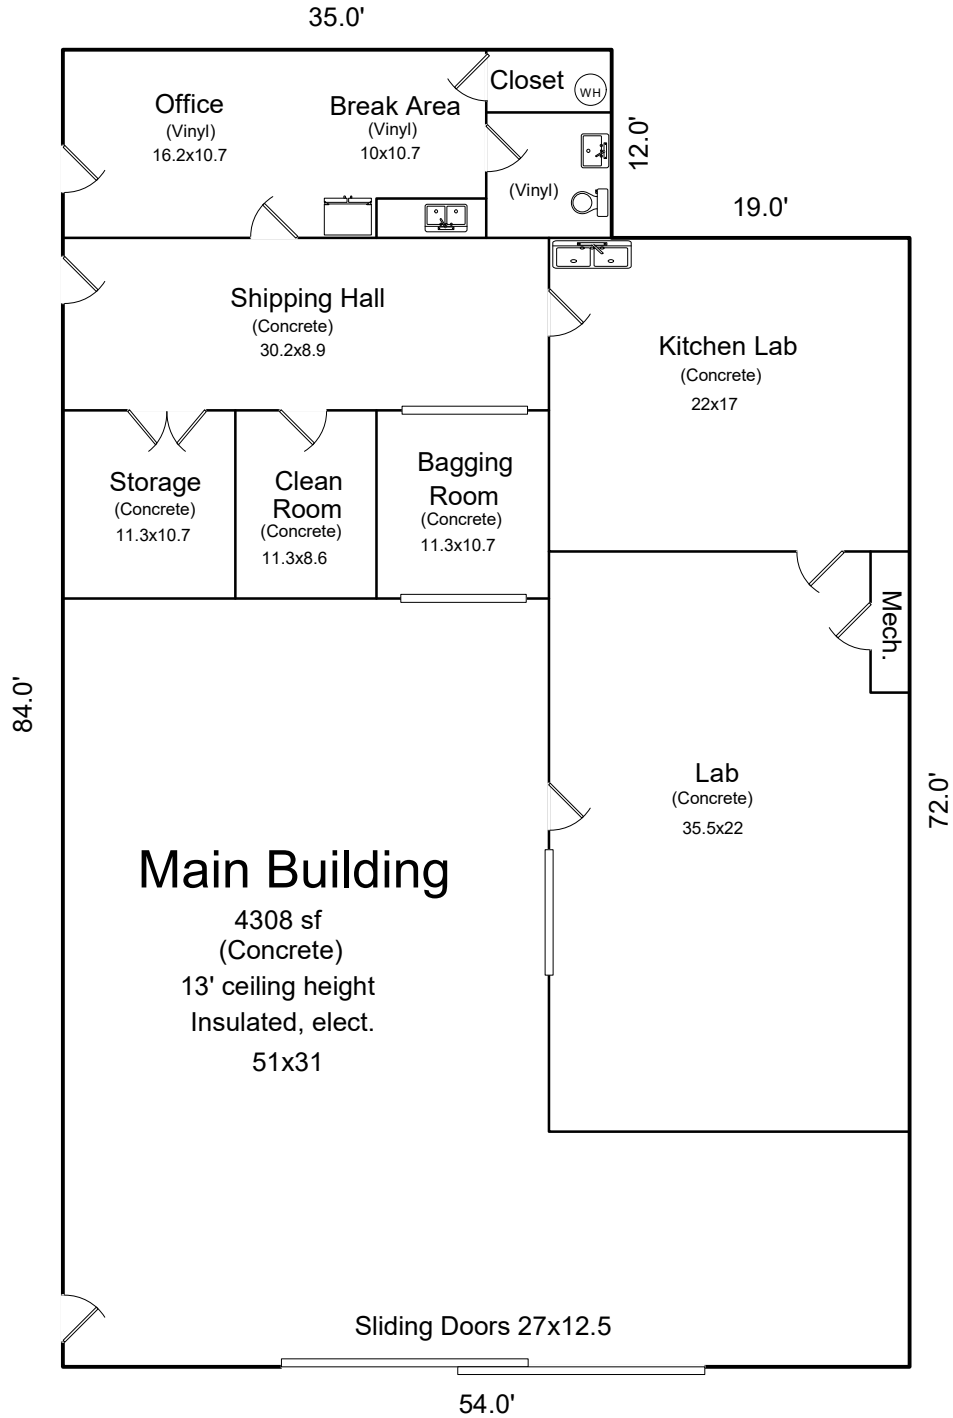 35.0'
Closet
WH
Office
(Vinyl)
16.2x10.7
Break Area
(Vinyl)
10x10.7
12.0'
(Vinyl)
19.0'
Shipping Hall
(Concrete)
30.2x8.9
Kitchen Lab
(Concrete)
22x17
Storage
(Concrete)
11.3x10.7
Clean
Room
(Concrete)
11.3x8.6
Bagging
Room
(Concrete)
11.3x10.7
Mech.
84.0'
Lab
(Concrete)
35.5x22
72.0'
Main Building
4308 sf
(Concrete)
13' ceiling height
Insulated, elect.
51x31
Sliding Doors 27x12.5
54.0'